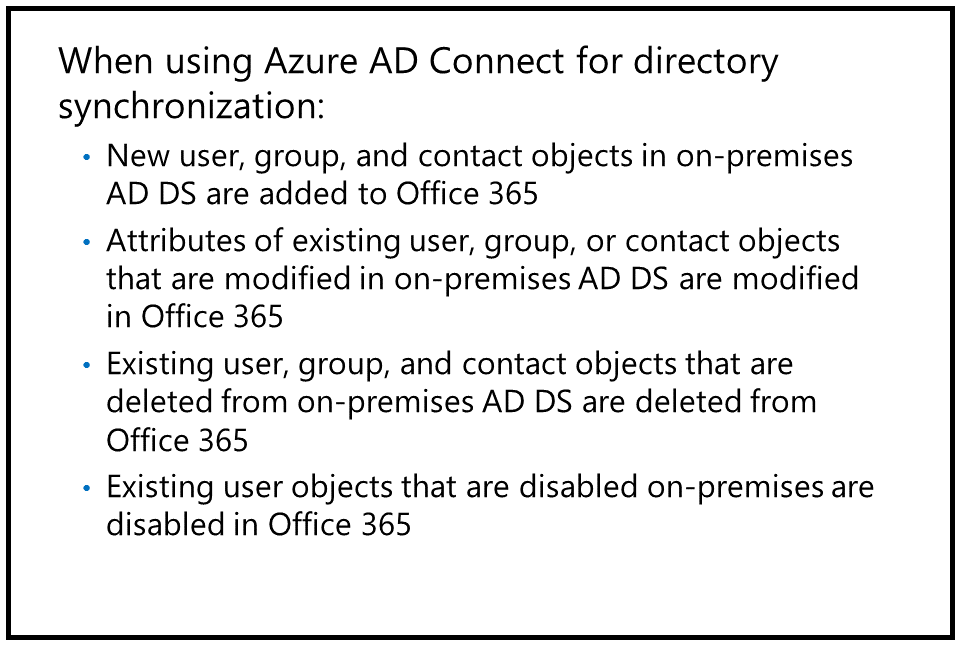 When using Azure AD Connect for directory
synchronization:
• New user, group, and contact objects in on-premises
AD DS are added to Office 365
• Attributes of existing user, group, or contact objects
that are modified in on-premises AD DS are modified
in Office 365
• Existing user, group, and contact objects that are
deleted from on-premises AD DS are deleted from
Office 365
• Existing user objects that are disabled on-premises are
disabled in Office 365